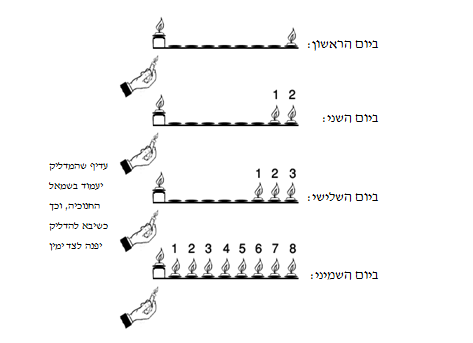 ביום הראשון:
1 2
ביום השני:
1 2 3
ביום השלישי:
עדיף שהמדליק
יעמוד בשמאל
החנוכיה, וכך
כשיבא להדליק
יפנה לצד ימין
1 2 3 4 5 6 7 8
ביום השמיני: